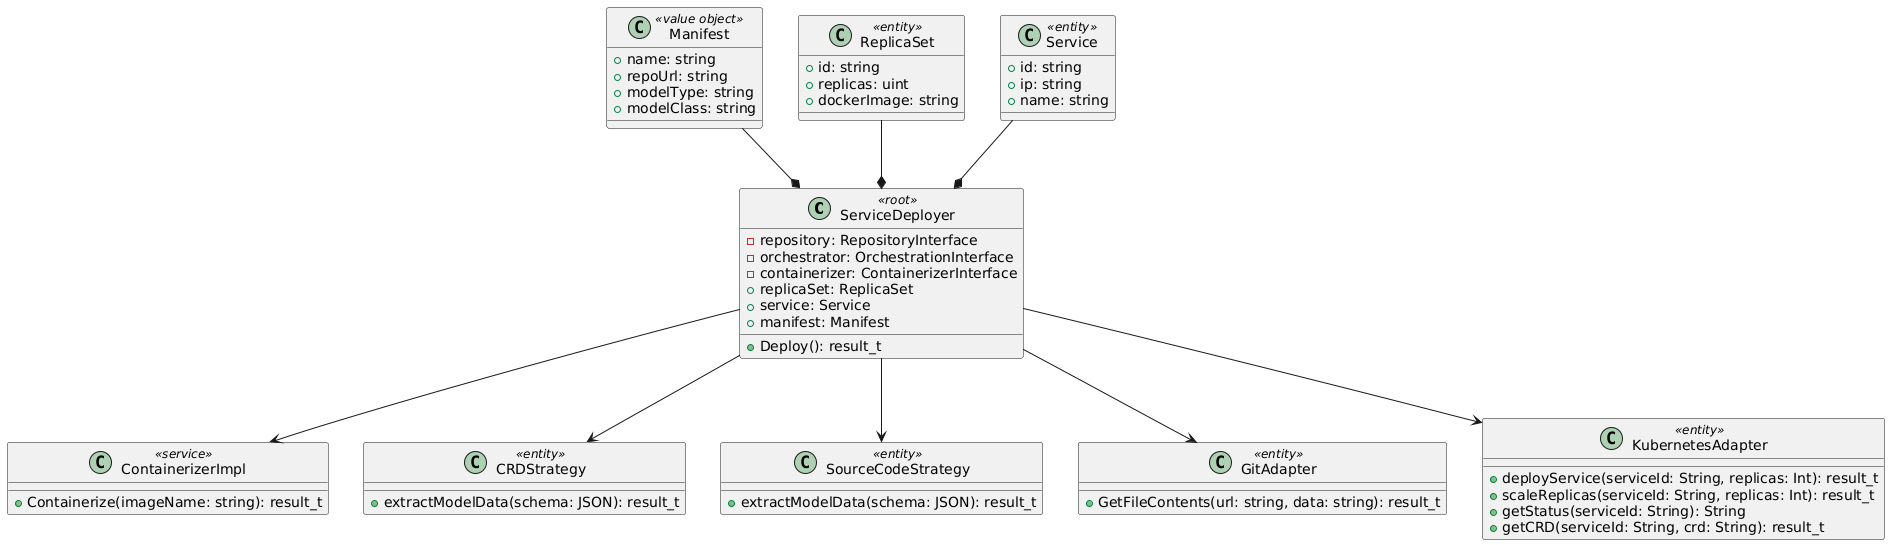 C
«value object»
Manifest
name: string
repoUrl: string
modelType: string
modelClass: string
C
«entity»
ReplicaSet
id: string
replicas: uint
dockerImage: string
C
«entity»
Service
id: string
ip: string
name: string
C
«root»
ServiceDeployer
repository: RepositoryInterface
orchestrator: OrchestrationInterface
containerizer: ContainerizerInterface
replicaSet: ReplicaSet
service: Service
manifest: Manifest
Deploy(): result_t
C
«service»
ContainerizerImpl
Containerize(imageName: string): result_t
C
«entity»
CRDStrategy
extractModelData(schema: JSON): result_t
C
«entity»
SourceCodeStrategy
extractModelData(schema: JSON): result_t
C
«entity»
GitAdapter
GetFileContents(url: string, data: string): result_t
C
«entity»
KubernetesAdapter
deployService(serviceId: String, replicas: Int): result_t
scaleReplicas(serviceId: String, replicas: Int): result_t
getStatus(serviceId: String): String
getCRD(serviceId: String, crd: String): result_t